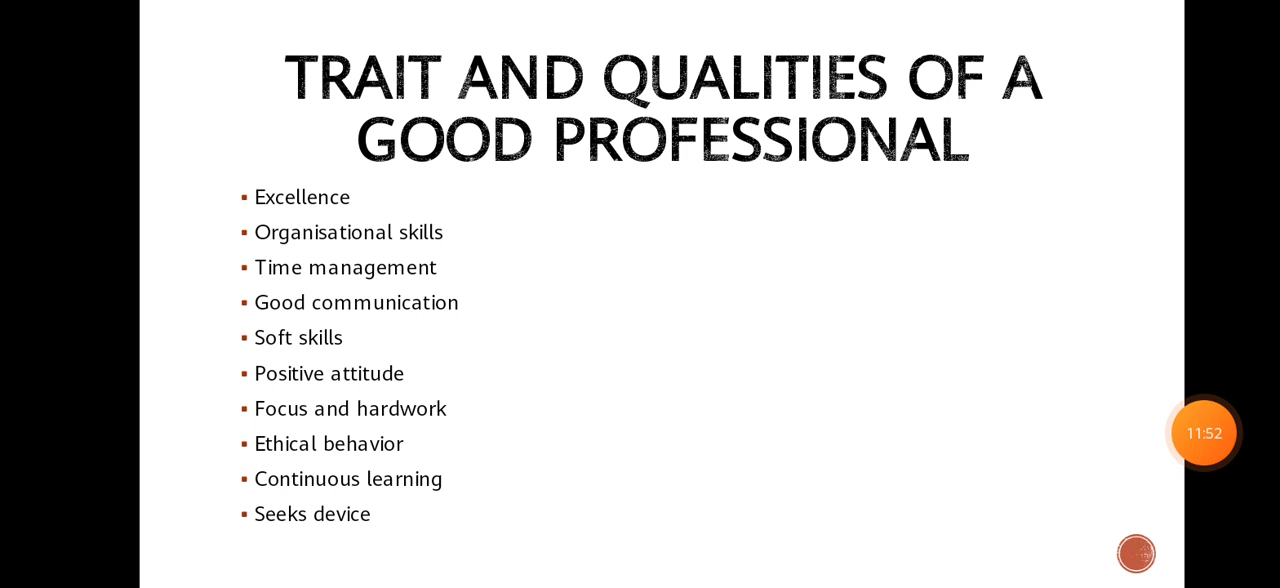 TRAIT AND QUALITIES OF A
GOOD PROFESSIONAL
▪ Excellence
▪ Organisational skills
▪ Time management
▪ Good communication
▪ Soft skills
▪ Positive attitude
▪ Focus and hardwork
▪ Ethical behavior
▪ Continuous learning
▪ Seeks device
11:52